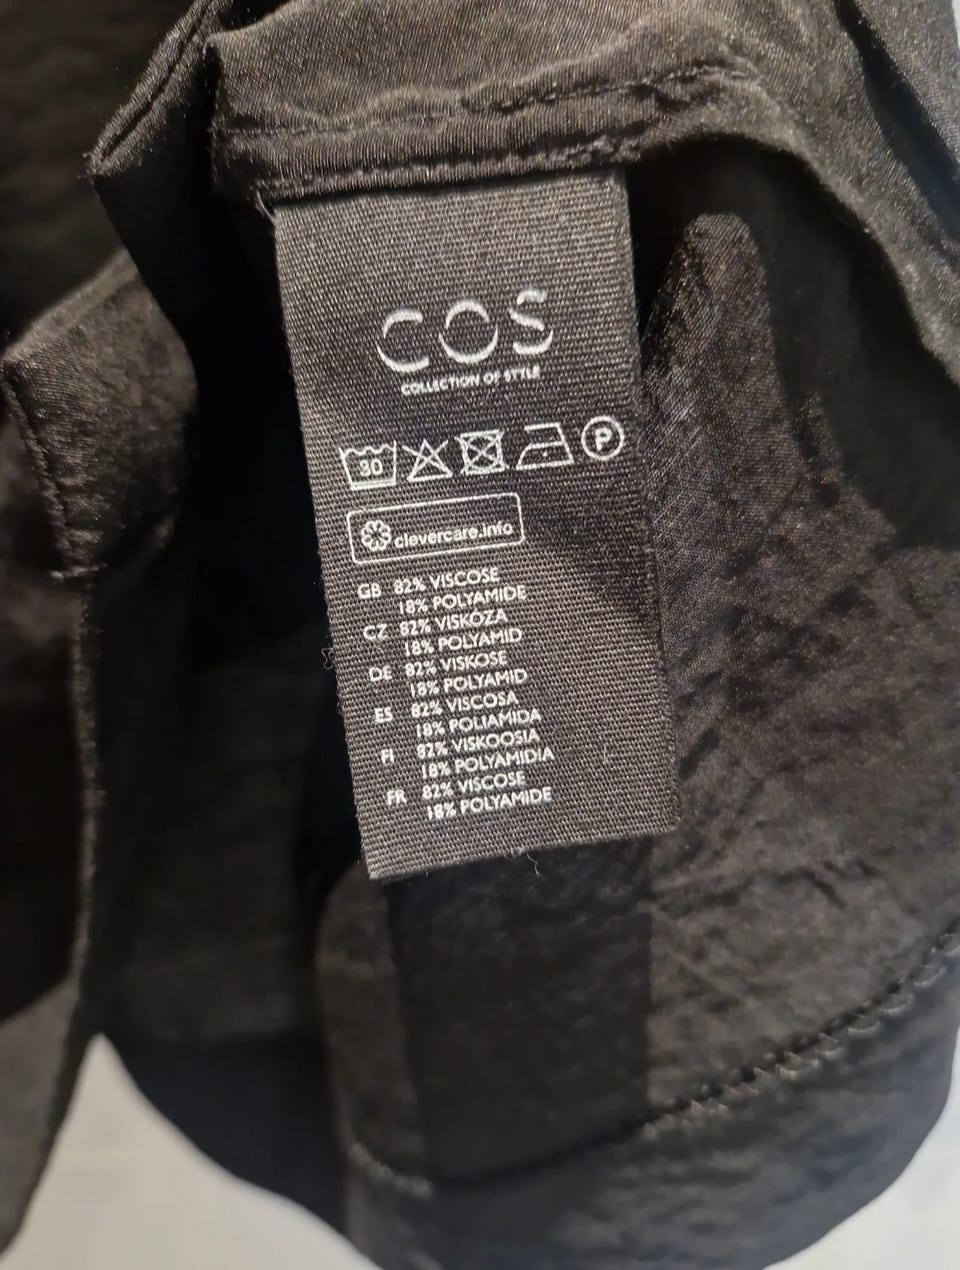 COS
COLLECTION OF STYLE
30 P
clevercare.info
GB 82% VISCOSE
18% POLYAMIDE
CZ 82% VISKÓZA
18% POLYAMID
DE 82% VISKOSE
18% POLYAMID
ES 82% VISCOSA
18% POLIAMIDA
FI 82% VISKOOSIA
18% POLYAMIDIA
FR 82% VISCOSE
18% POLYAMIDE